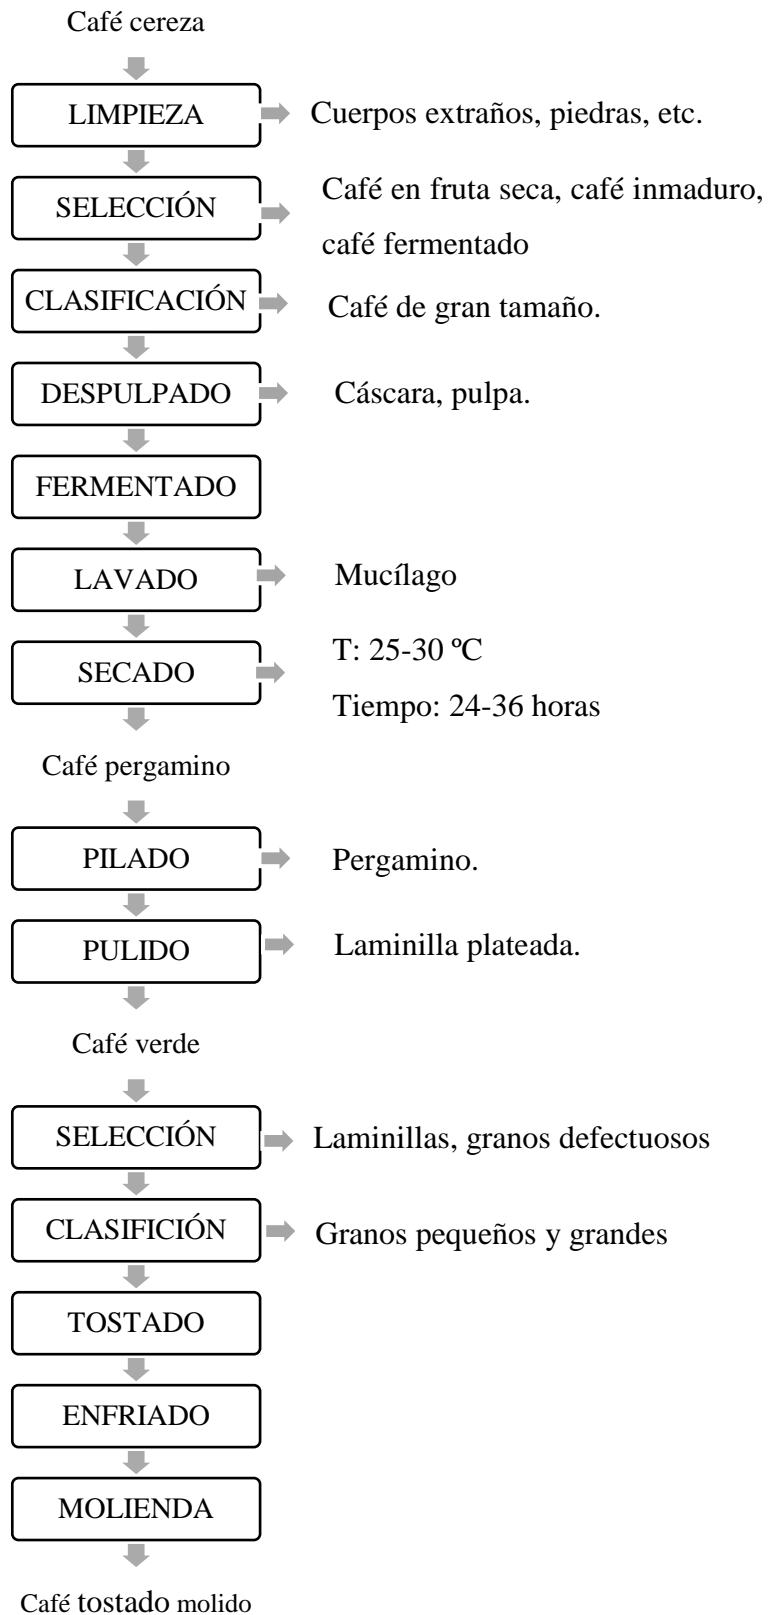 Café cereza
LIMPIEZA
Cuerpos extraños, piedras, etc.
SELECCIÓN
Café en fruta seca, café inmaduro,
café fermentado
CLASIFICACIÓN
Café de gran tamaño.
DESPULPADO
Cáscara, pulpa.
FERMENTADO
LAVADO
Mucílago
SECADO
T: 25-30 ºC
Tiempo: 24-36 horas
Café pergamino
PILADO
Pergamino.
PULIDO
Laminilla plateada.
Café verde
SELECCIÓN
Laminillas, granos defectuosos
CLASIFICIÓN
Granos pequeños y grandes
TOSTADO
ENFRIADO
MOLIENDA
Café tostado molido